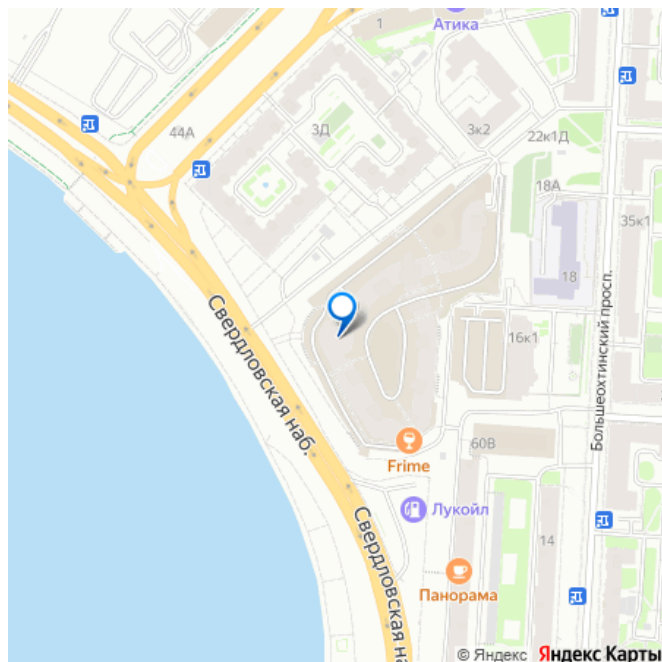 1
Атика
44А
3Д
3к2
22к1Д
18А
35к1
18
Свердловская наб.
16к1
Большеохтинский просп.
60В
Frime
Лукойл
Свердловская на
14
Панорама
© Яндекс Яндекс Карты